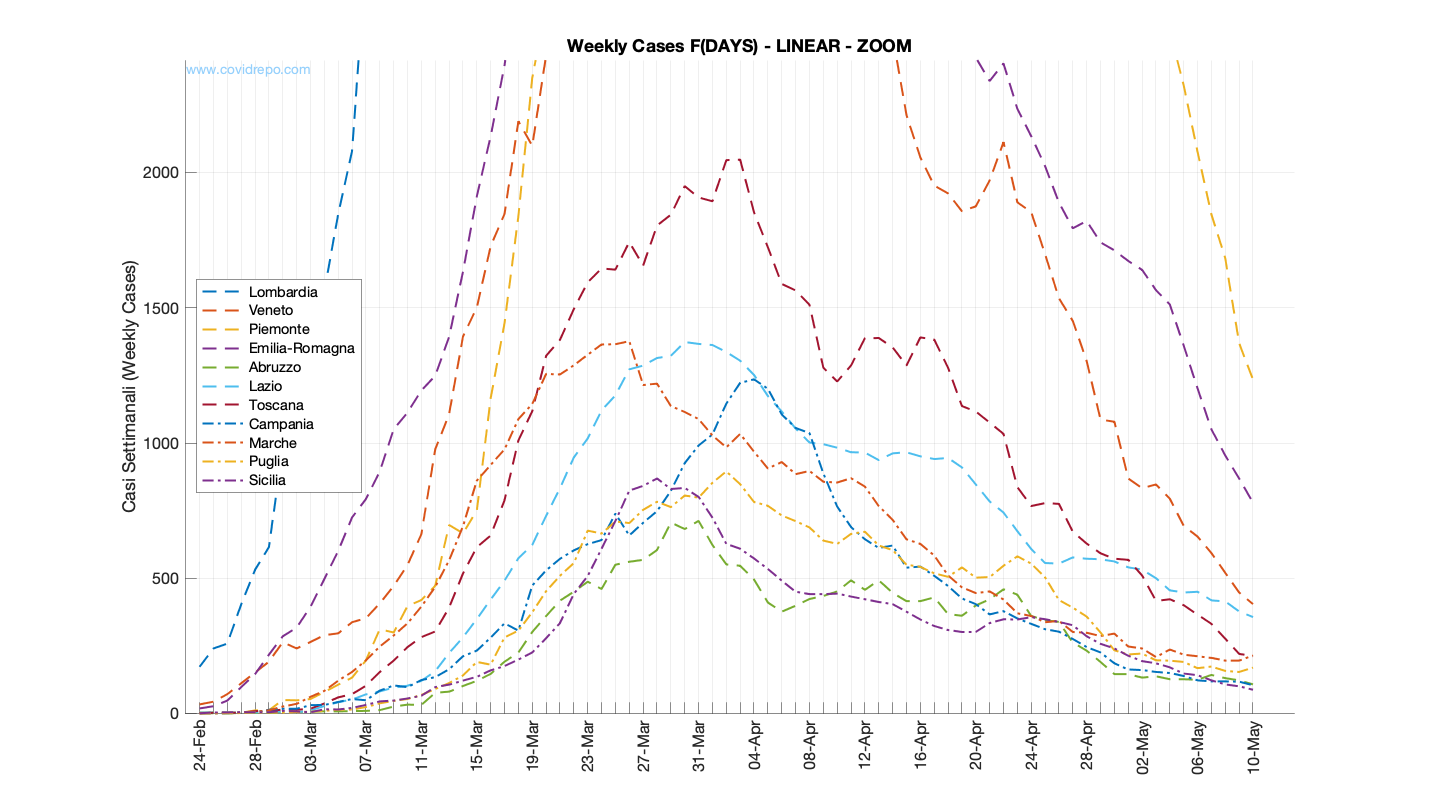 Weekly Cases F(DAYS) - LINEAR - ZOOM
www.covidrepo.com
Casi Settimanali (Weekly Cases)
2000
1500
1000
500
0
Lombardia
Veneto
Piemonte
Emilia-Romagna
Abruzzo
Lazio
Toscana
Campania
Marche
Puglia
Sicilia
24-Feb
28-Feb
03-Mar
07-Mar
11-Mar
15-Mar
19-Mar
23-Mar
27-Mar
31-Mar
04-Apr
08-Apr
12-Apr
16-Apr
20-Apr
24-Apr
28-Apr
02-May
06-May
10-May